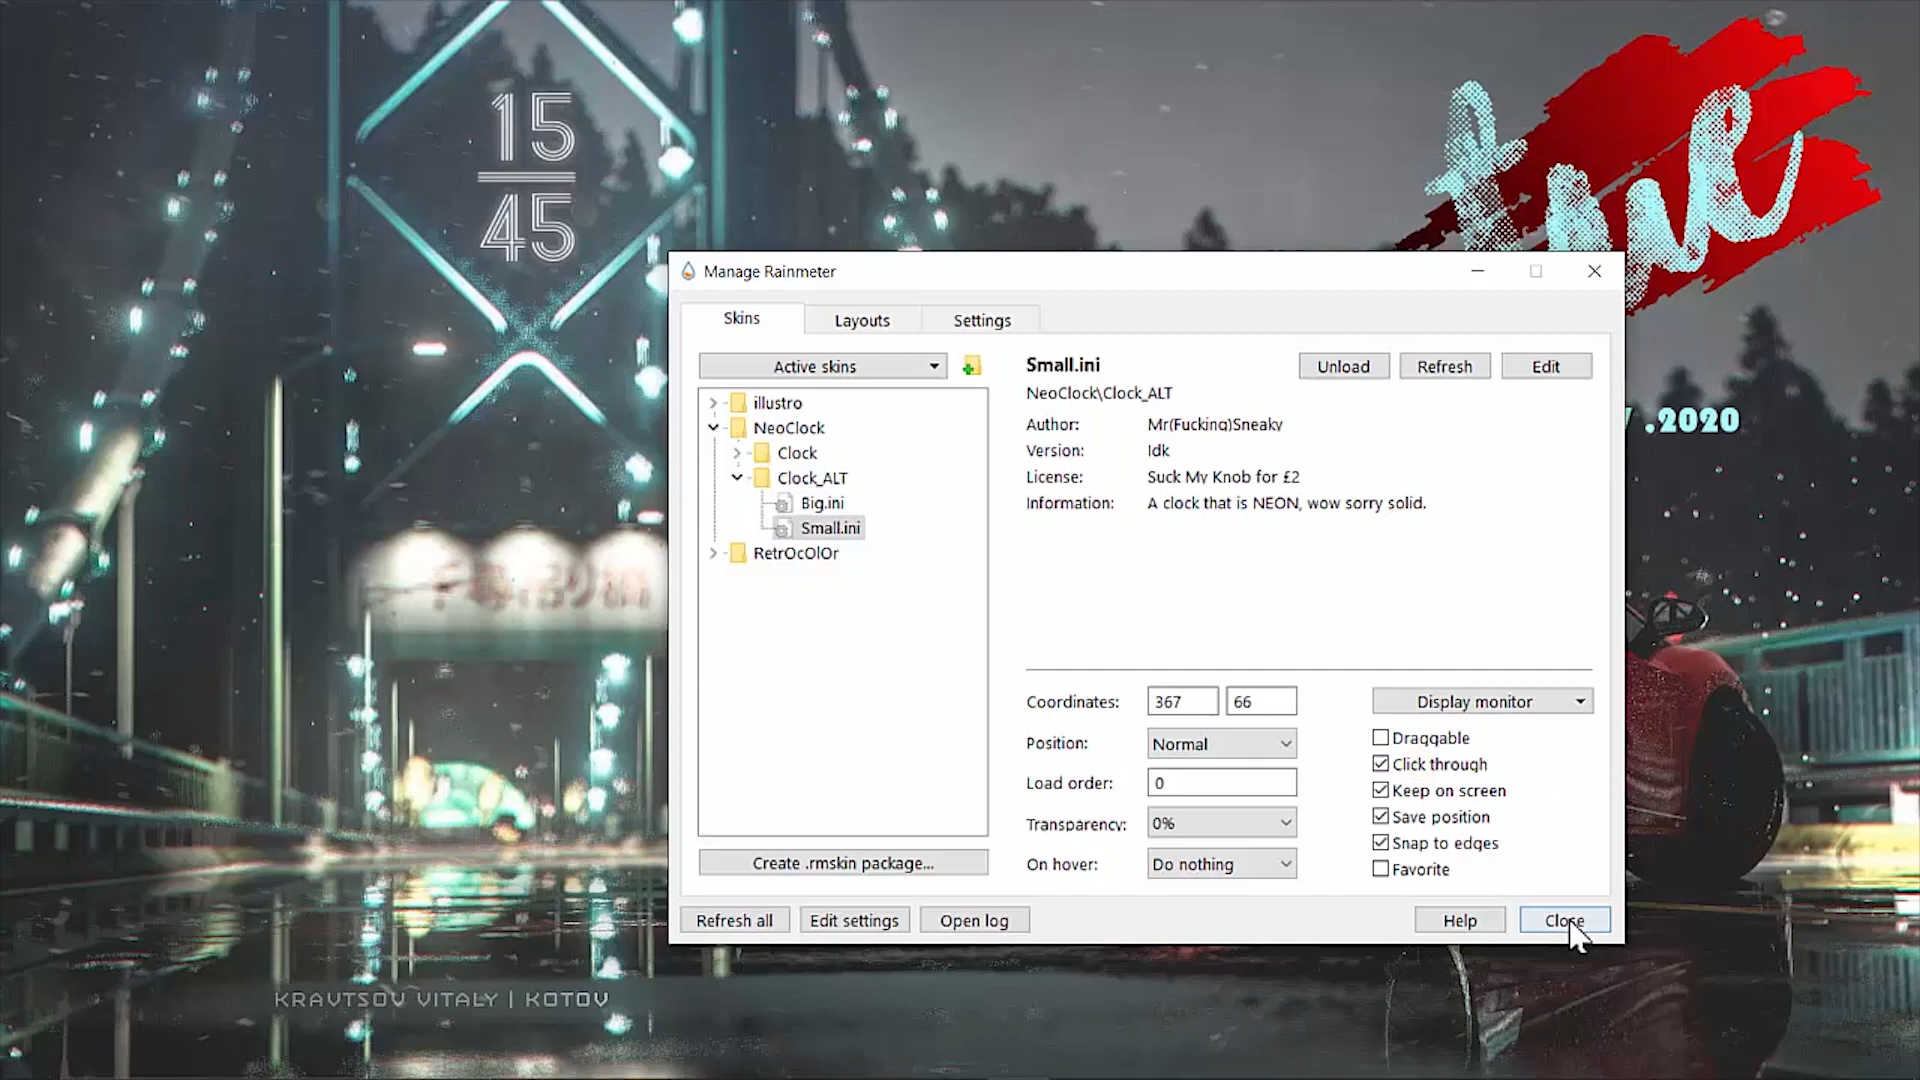 15
45
tue
.2020
Manage Rainmeter
Skins
Layouts
Settings
Active skins
illustro
NeoClock
Clock
Clock_ALT
Big.ini
Small.ini
RetrOcOlOr
Create .rmskin package...
Small.ini
Unload
Refresh
Edit
NeoClock\Clock_ALT
Author: Mr(Fucking)Sneaky
Version: Idk
License: Suck My Knob for £2
Information: A clock that is NEON, wow sorry solid.
Coordinates: 367 66
Display monitor
Position: Normal
Load order: 0
Transparency: 0%
On hover: Do nothing
Draggable
Click through
Keep on screen
Save position
Snap to edges
Favorite
Refresh all
Edit settings
Open log
Help
Close
KRAVTSOV VITALY | KOTOV